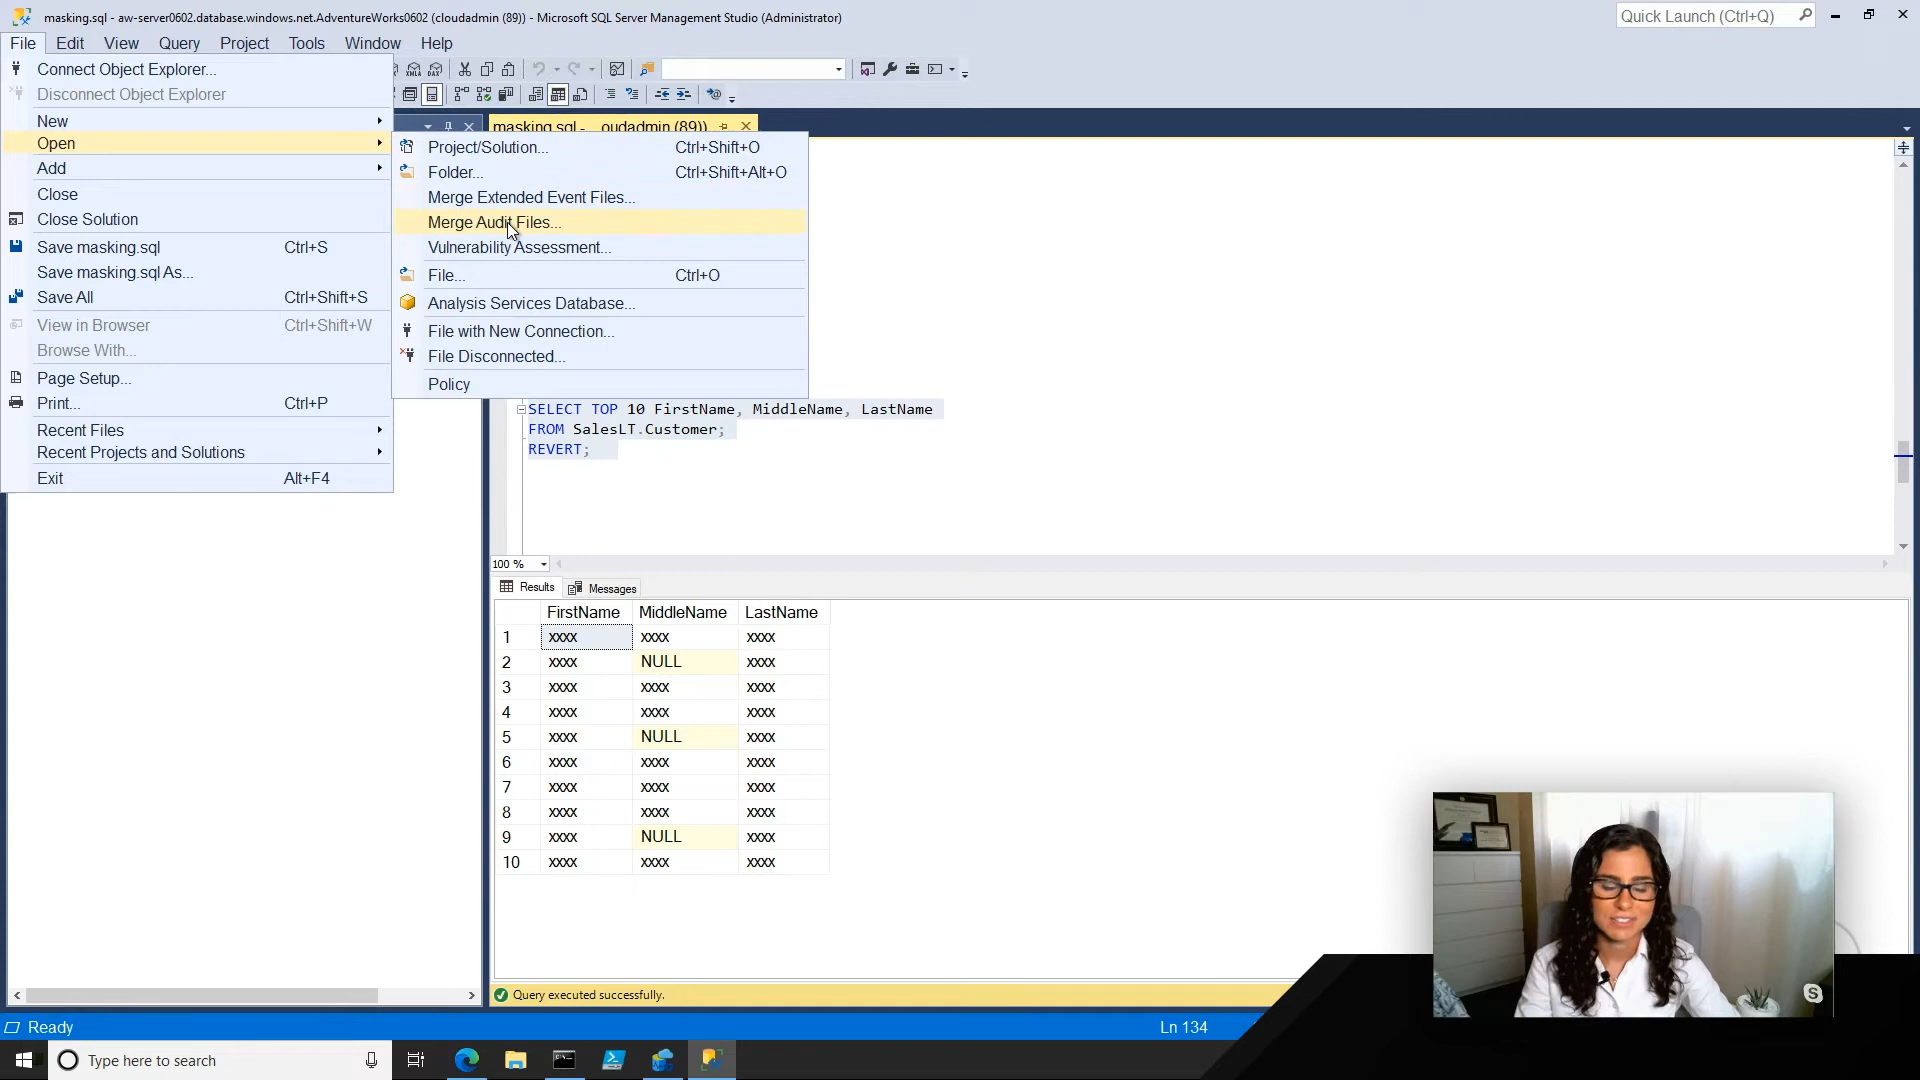 masking.sql - aw-server0602.database.windows.net.AdventureWorks0602 (cloudadmin (89)) - Microsoft SQL Server Management Studio (Administrator)
Quick Launch (Ctrl+Q)
File Edit View Query Project Tools Window Help
Connect Object Explorer...
Disconnect Object Explorer
New
Open
Add
Close
Close Solution
Save masking.sql Ctrl+S
Save masking.sql As...
Save All Ctrl+Shift+S
View in Browser Ctrl+Shift+W
Browse With...
Page Setup...
Print... Ctrl+P
Recent Files
Recent Projects and Solutions
Exit Alt+F4
masking.sql - ...oudadmin (89))
Project/Solution... Ctrl+Shift+O
Folder... Ctrl+Shift+Alt+O
Merge Extended Event Files...
Merge Audit Files...
Vulnerability Assessment...
File... Ctrl+O
Analysis Services Database...
File with New Connection...
File Disconnected...
Policy
SELECT TOP 10 FirstName, MiddleName, LastName
FROM SalesLT.Customer;
REVERT;
100 %
Results Messages
FirstName MiddleName LastName
1 xxxx xxxx xxxx
2 xxxx NULL xxxx
3 xxxx xxxx xxxx
4 xxxx xxxx xxxx
5 xxxx NULL xxxx
6 xxxx xxxx xxxx
7 xxxx xxxx xxxx
8 xxxx xxxx xxxx
9 xxxx NULL xxxx
10 xxxx xxxx xxxx
Query executed successfully.
Ready
Ln 134
Type here to search